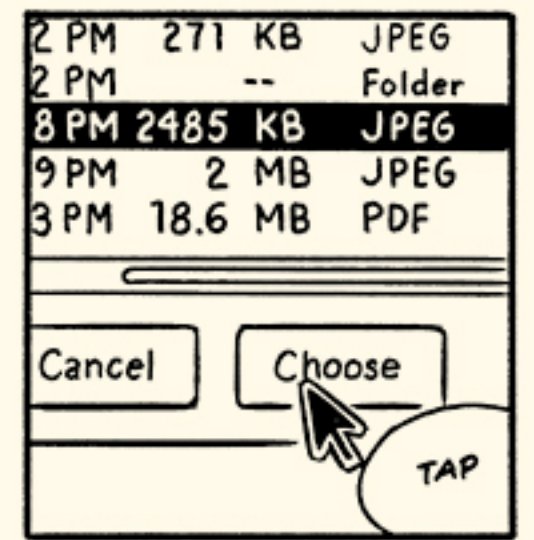 2 PM 271 KB JPEG
2 PM -- Folder
8 PM 2485 KB JPEG
9 PM 2 MB JPEG
3 PM 18.6 MB PDF
Cancel Choose
TAP